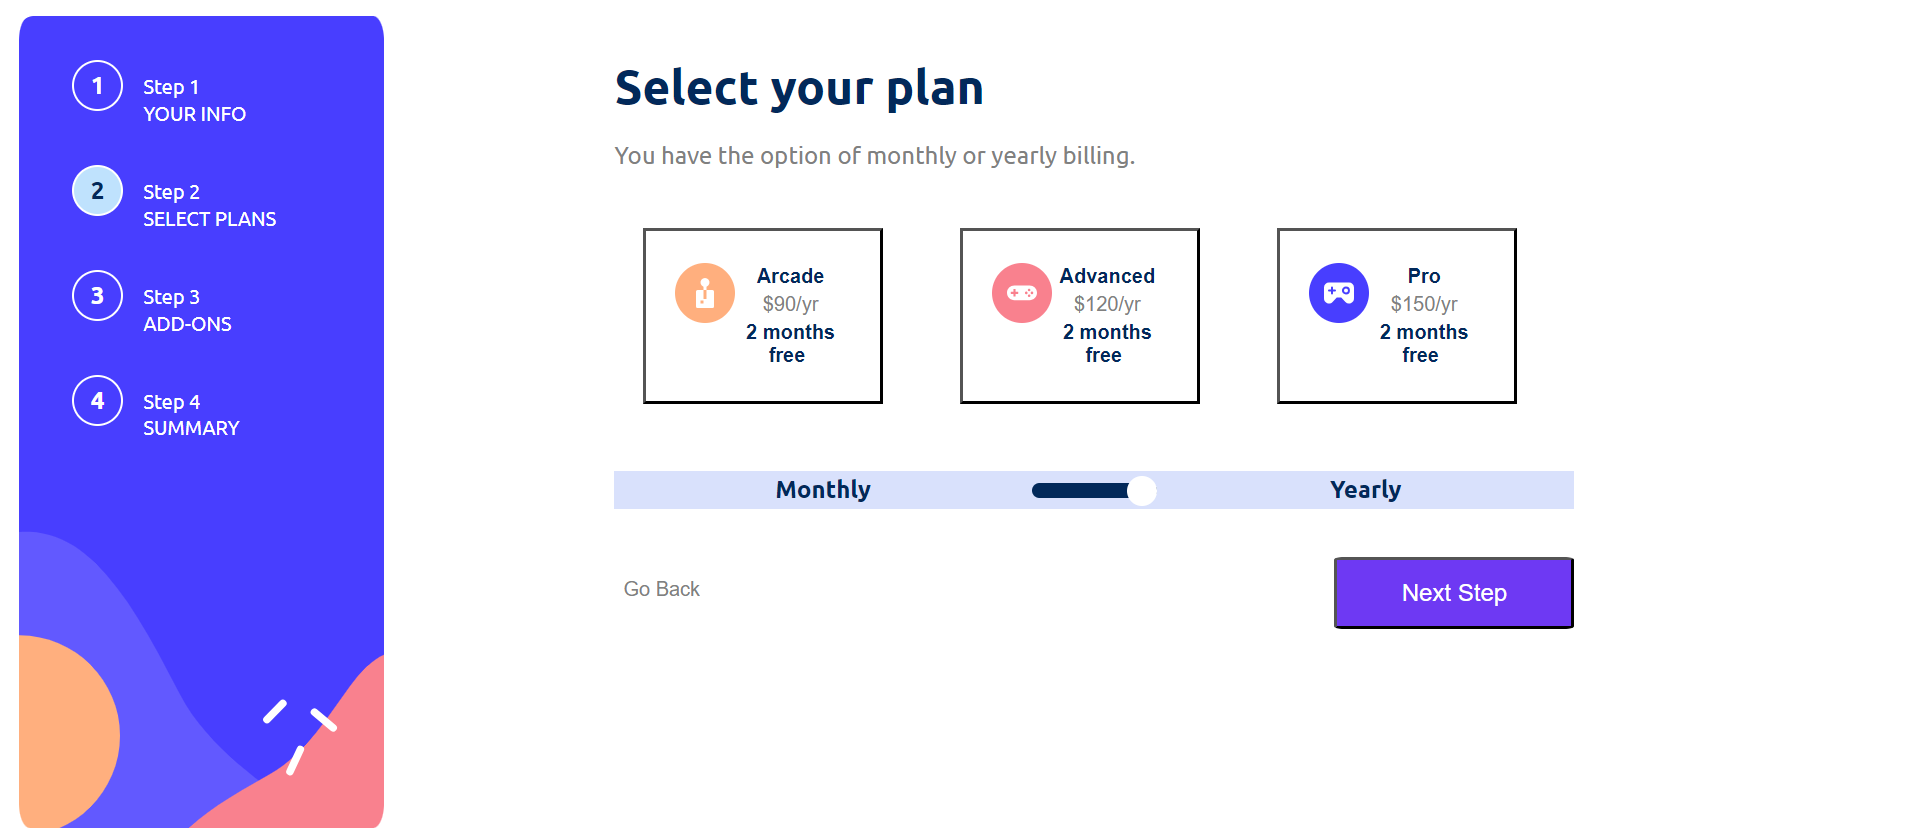 1
Step 1
YOUR INFO
2
Step 2
SELECT PLANS
3
Step 3
ADD-ONS
4
Step 4
SUMMARY
Select your plan
You have the option of monthly or yearly billing.
Arcade
$90/yr
2 months
free
Advanced
$120/yr
2 months
free
Pro
$150/yr
2 months
free
Monthly
Yearly
Go Back
Next Step